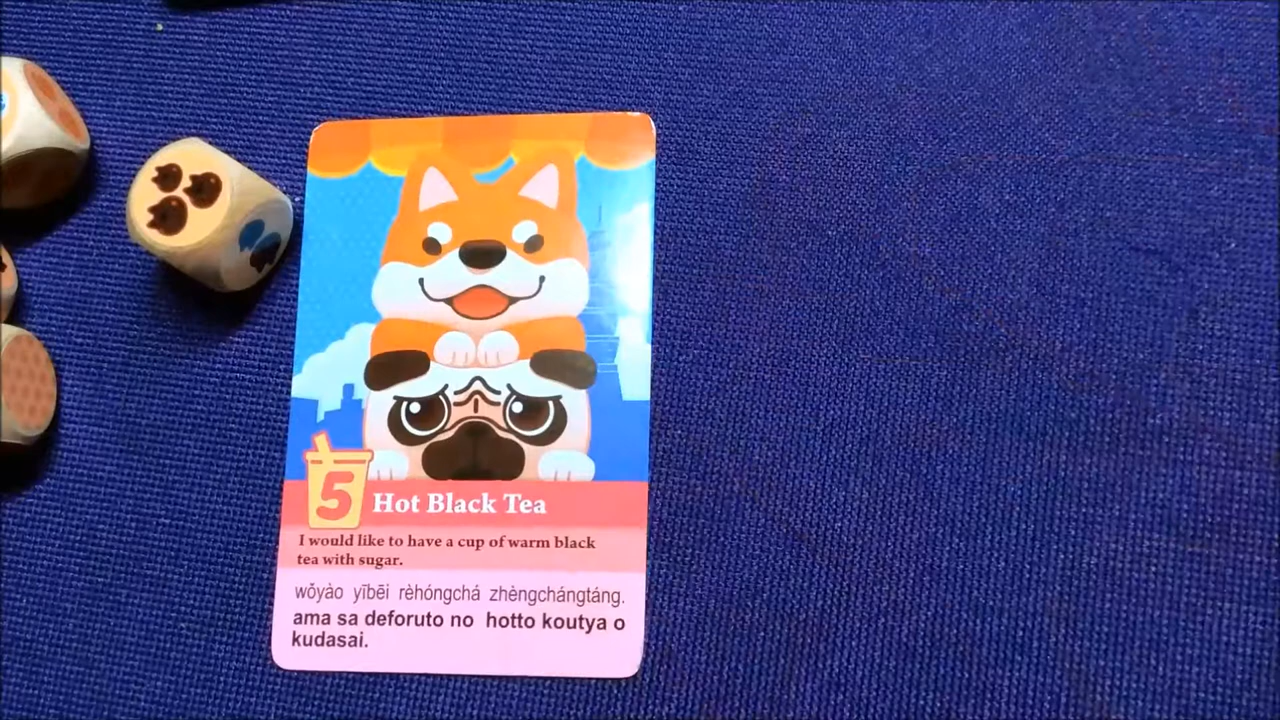 5
Hot Black Tea
I would like to have a cup of warm black
tea with sugar.
wǒyào yībēi rèhóngchá zhèngchángtáng.
ama sa deforuto no hotto koutya o
kudasai.